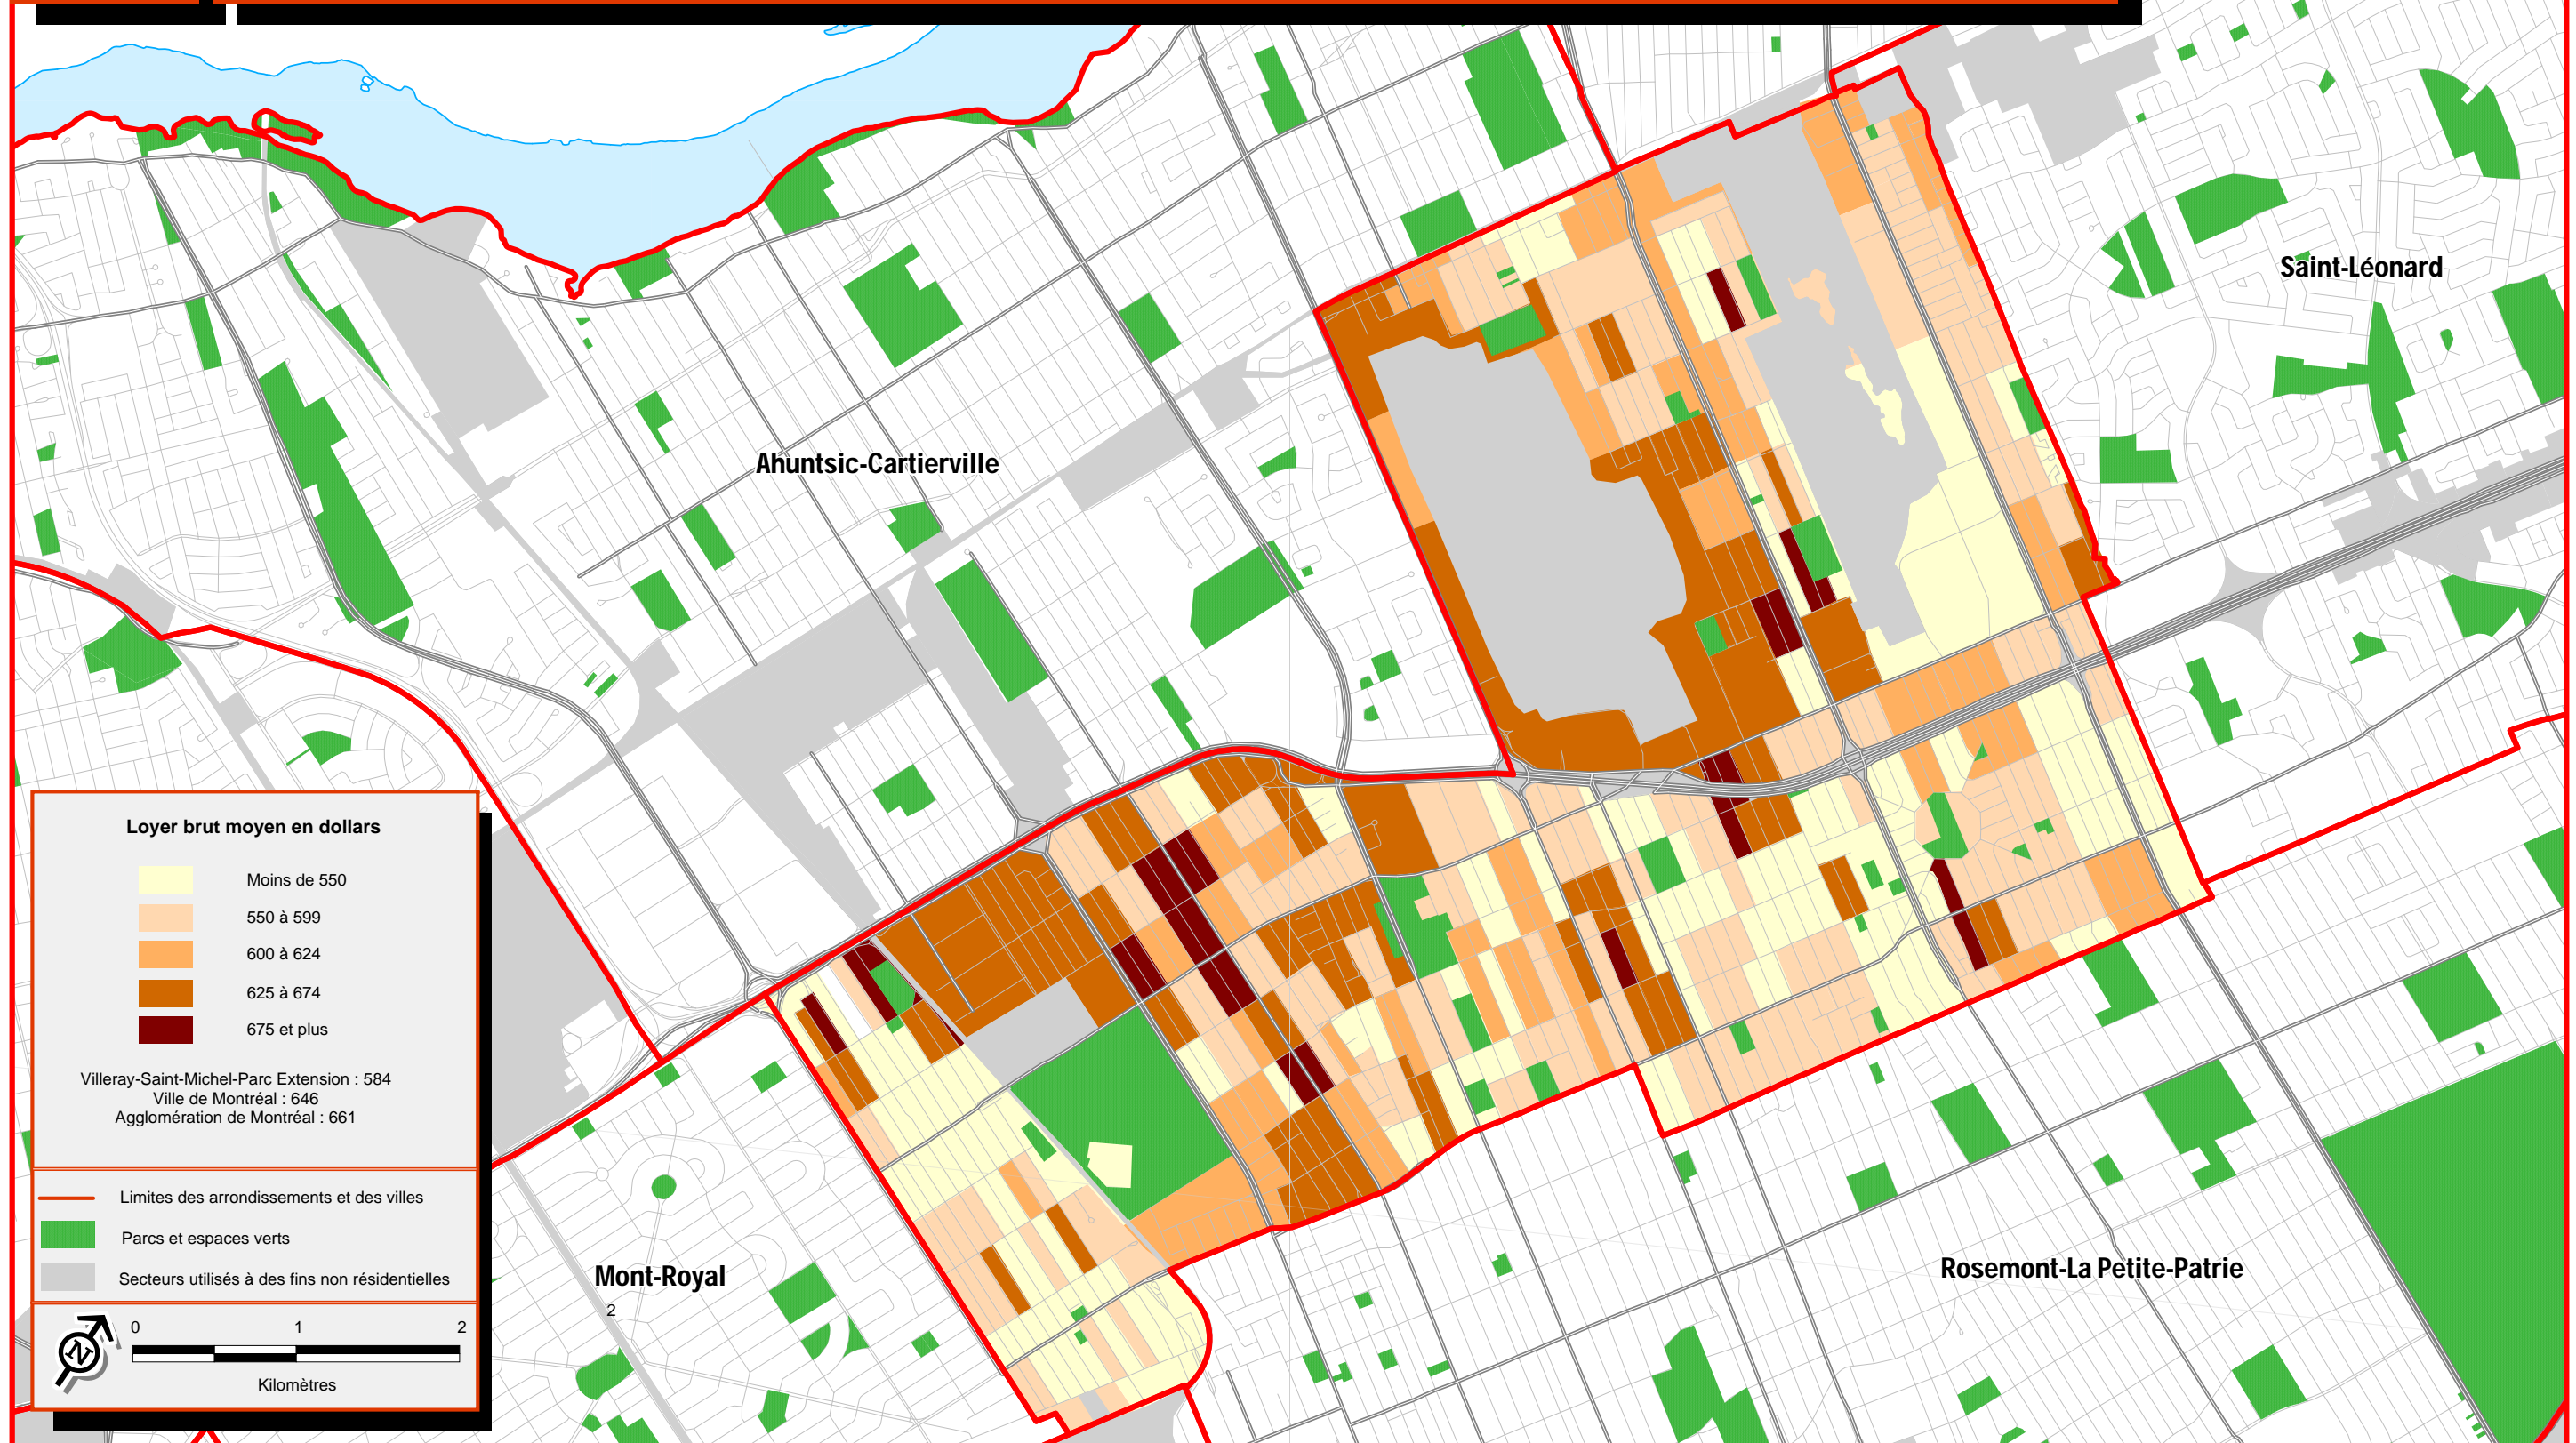 Saint-Léonard
Ahuntsic-Cartierville
Mont-Royal
2
Rosemont-La Petite-Patrie
Loyer brut moyen en dollars
Moins de 550
550 à 599
600 à 624
625 à 674
675 et plus
Villeray-Saint-Michel-Parc Extension : 584
Ville de Montréal : 646
Agglomération de Montréal : 661
Limites des arrondissements et des villes
Parcs et espaces verts
Secteurs utilisés à des fins non résidentielles
N
0 1 2
Kilomètres